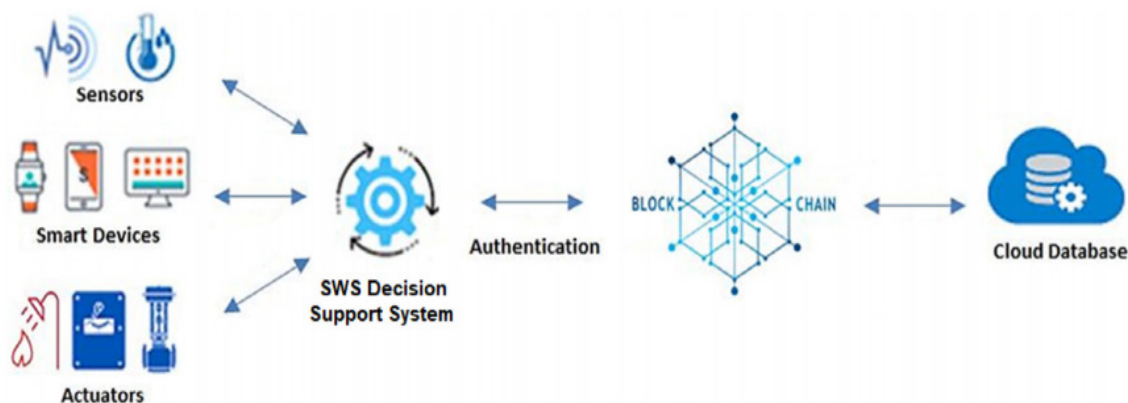 Sensors
Smart Devices
Actuators
SWS Decision
Support System
Authentication
BLOCK CHAIN
Cloud Database
S